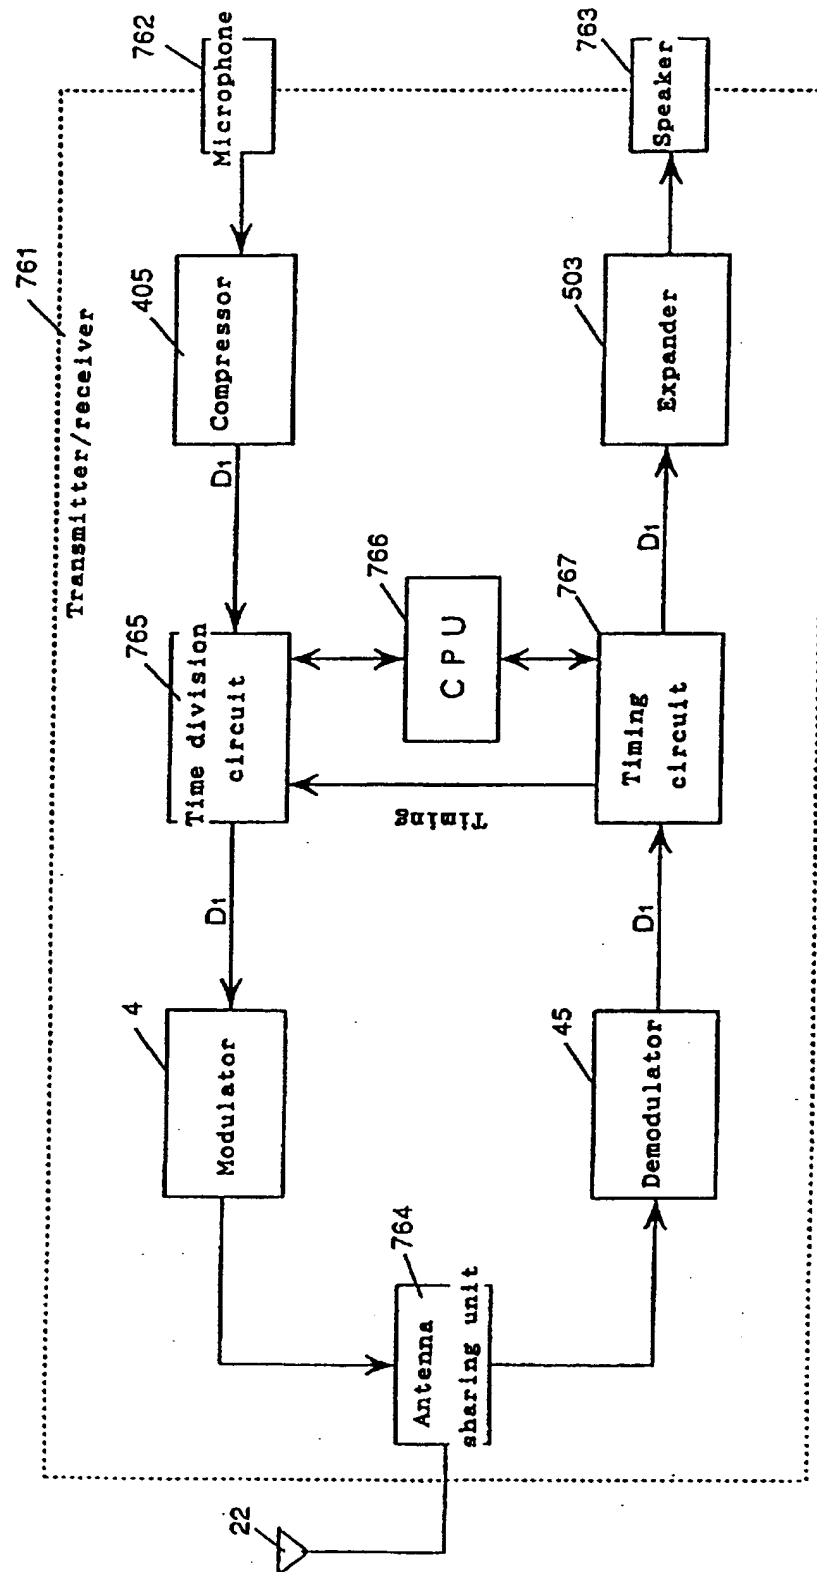 761
Transmitter/receiver
22
Antenna
sharing unit
764
4
Modulator
D1
765
Time division
circuit
D1
405
Compressor
762
Microphone
766
CPU
Timing
45
Demodulator
D1
767
Timing
circuit
D1
503
Expander
763
Speaker